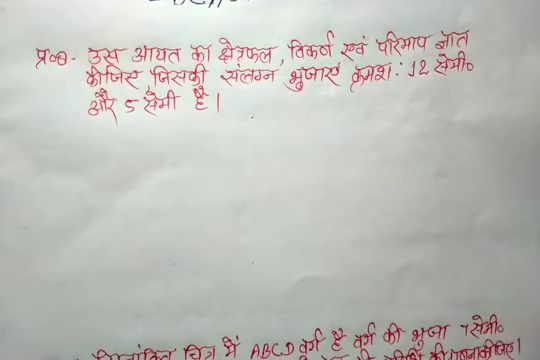 प्र०8- उस आयत का क्षेत्रफल, विकर्ण एवं परिमाप ज्ञात
कीजिए जिसकी संलग्न भुजाएं क्रमशः 12 सेमी०
और 5 सेमी है।
चित्र में ABCD वर्ग है वर्ग की भुजा 7 सेमी०